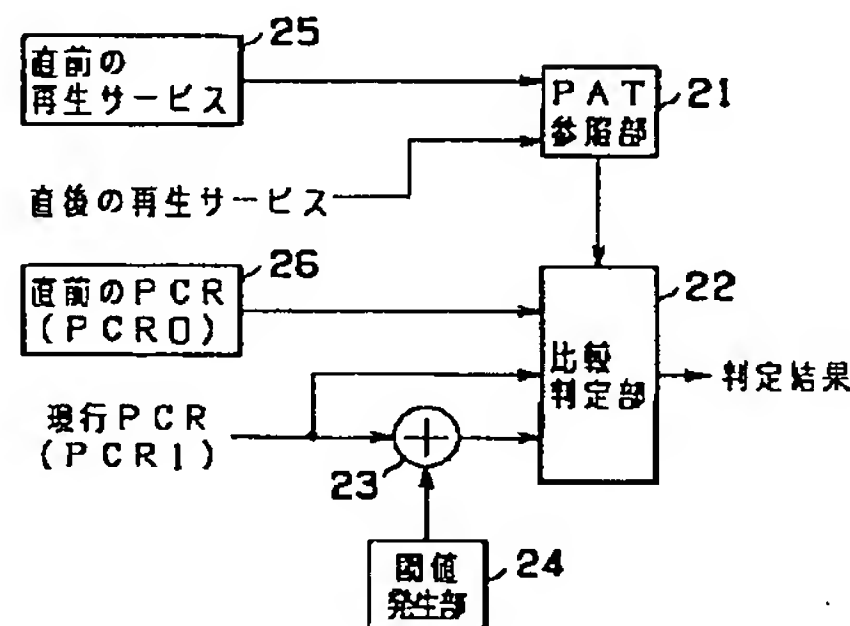 25
直前の
再生サービス
PAT
参照部
21
直後の再生サービス
26
直前のPCR
(PCR0)
22
比較
判定部
判定結果
現行PCR
(PCR1)
23
閾値
発生部
24